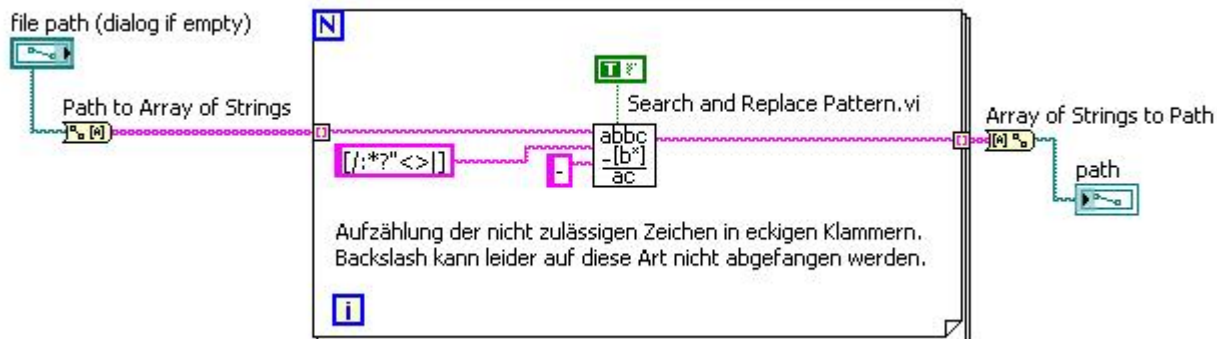 file path (dialog if empty)
N
T
Path to Array of Strings
Search and Replace Pattern.vi
Array of Strings to Path
[A]
abbc
-[b*]
ac
[/:*?"<>|]
-
[A]
path
Aufzählung der nicht zulässigen Zeichen in eckigen Klammern.
Backslash kann leider auf diese Art nicht abgefangen werden.
i